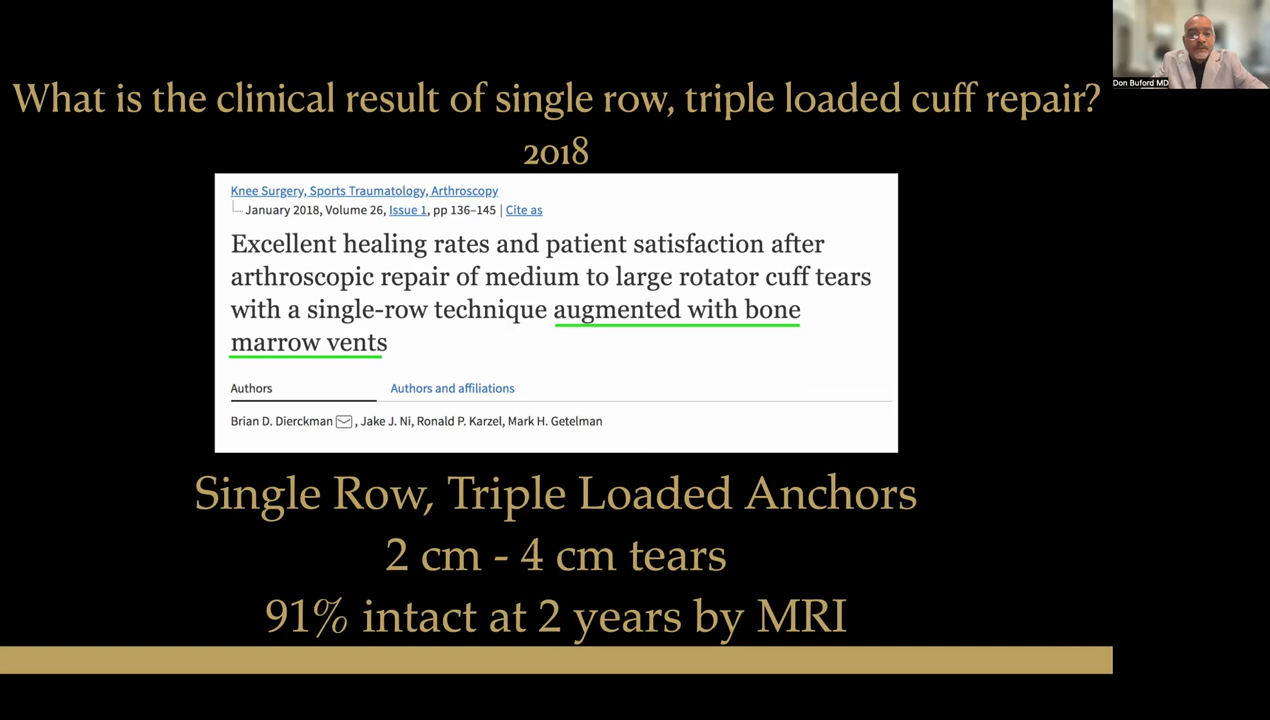 What is the clinical result of single row, triple loaded cuff repair?
2018
Knee Surgery, Sports Traumatology, Arthroscopy
January 2018, Volume 26, Issue 1, pp 136–145 | Cite as
Excellent healing rates and patient satisfaction after
arthroscopic repair of medium to large rotator cuff tears
with a single-row technique augmented with bone
marrow vents
Authors
Authors and affiliations
Brian D. Dierckman , Jake J. Ni, Ronald P. Karzel, Mark H. Getelman
Single Row, Triple Loaded Anchors
2 cm - 4 cm tears
91% intact at 2 years by MRI
Don Buford MD